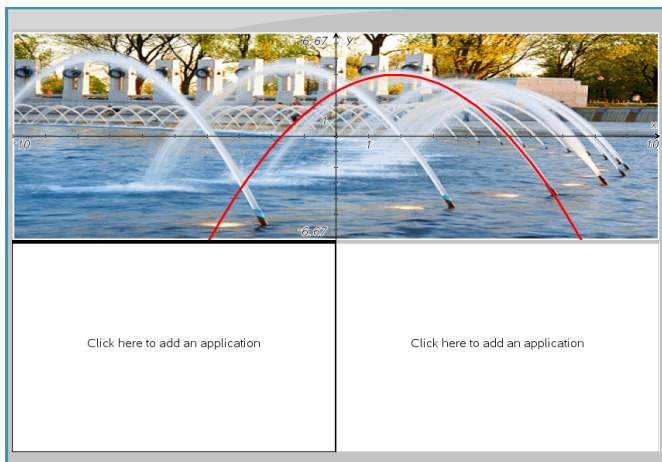 6.67 y
1
-10 1 x 10
-6.67
Click here to add an application
Click here to add an application